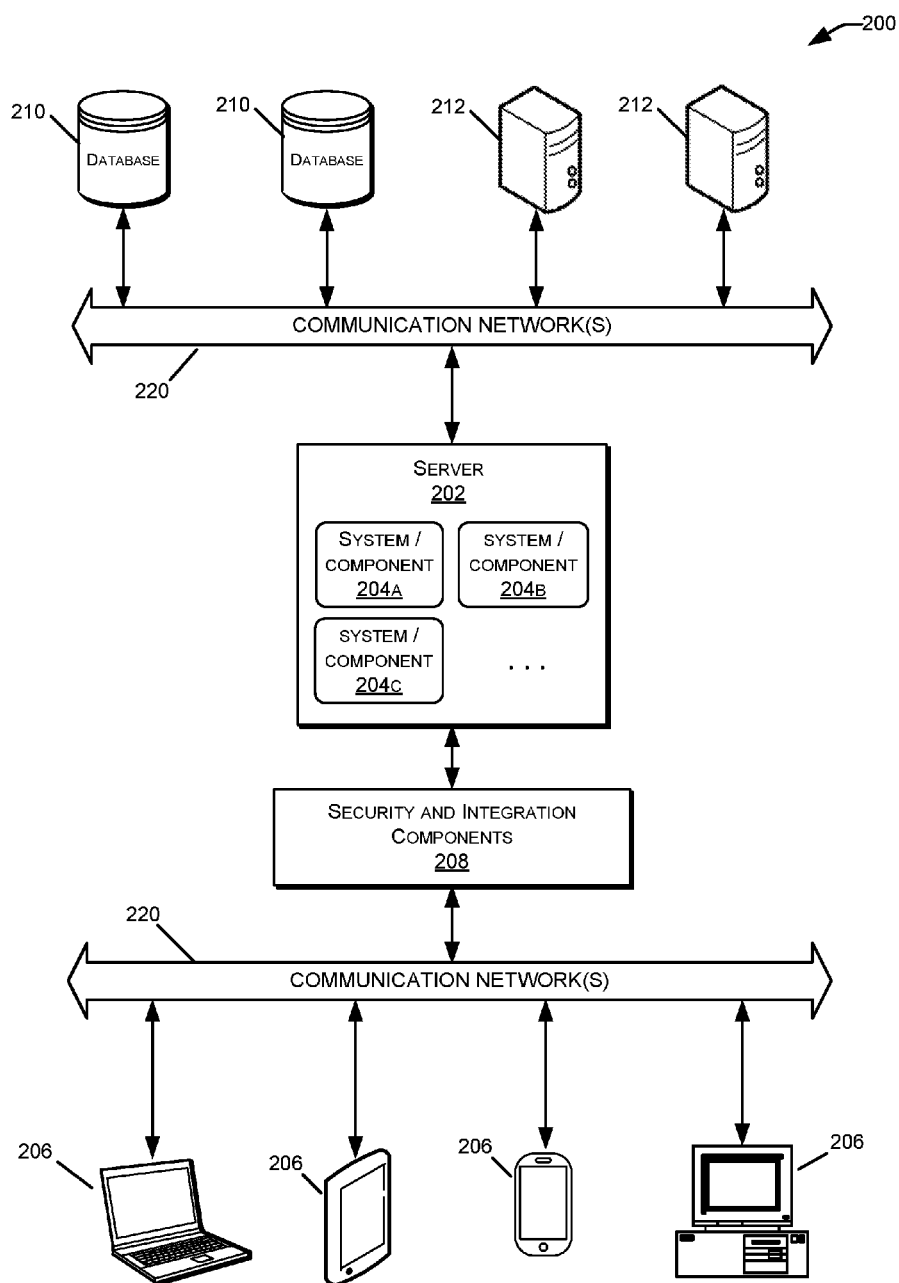 200
210
210
212
212
DATABASE
DATABASE
COMMUNICATION NETWORK(S)
220
SERVER
202
SYSTEM /
COMPONENT
204A
SYSTEM /
COMPONENT
204B
SYSTEM /
COMPONENT
204C
. . .
SECURITY AND INTEGRATION
COMPONENTS
208
220
COMMUNICATION NETWORK(S)
206
206
206
206